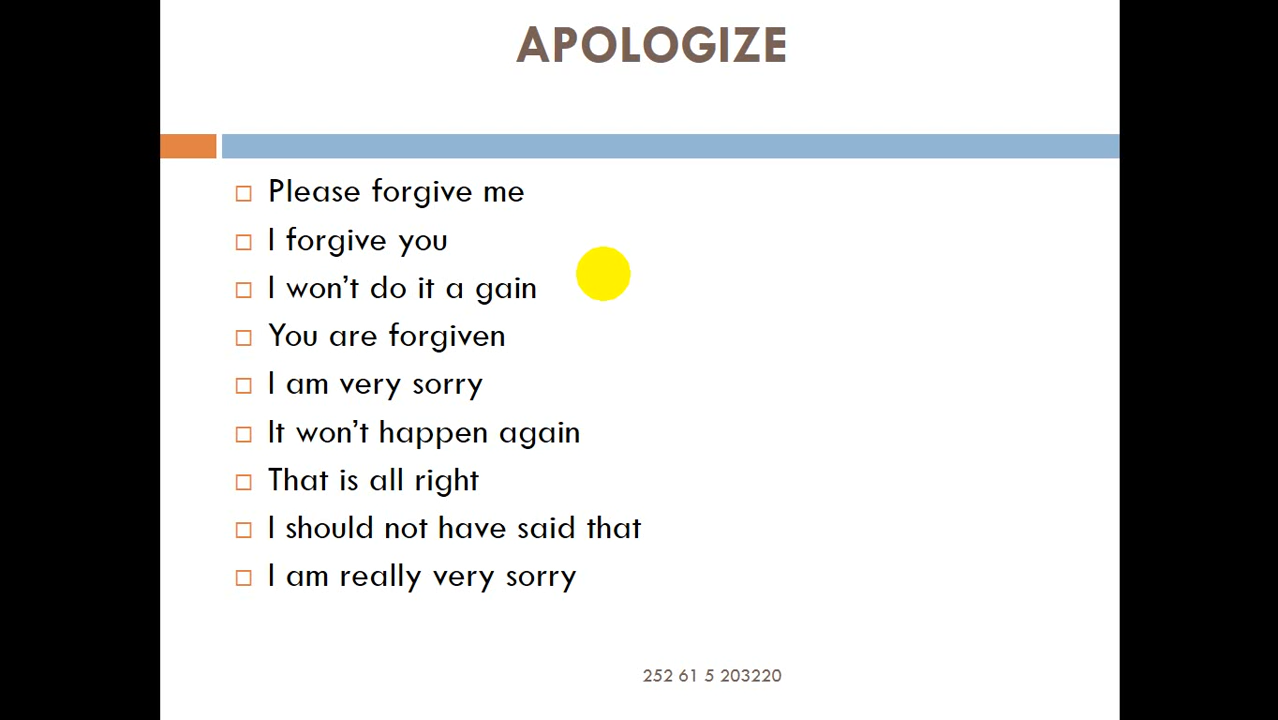 APOLOGIZE
Please forgive me
I forgive you
I won't do it a gain
You are forgiven
I am very sorry
It won't happen again
That is all right
I should not have said that
I am really very sorry
252 61 5 203220